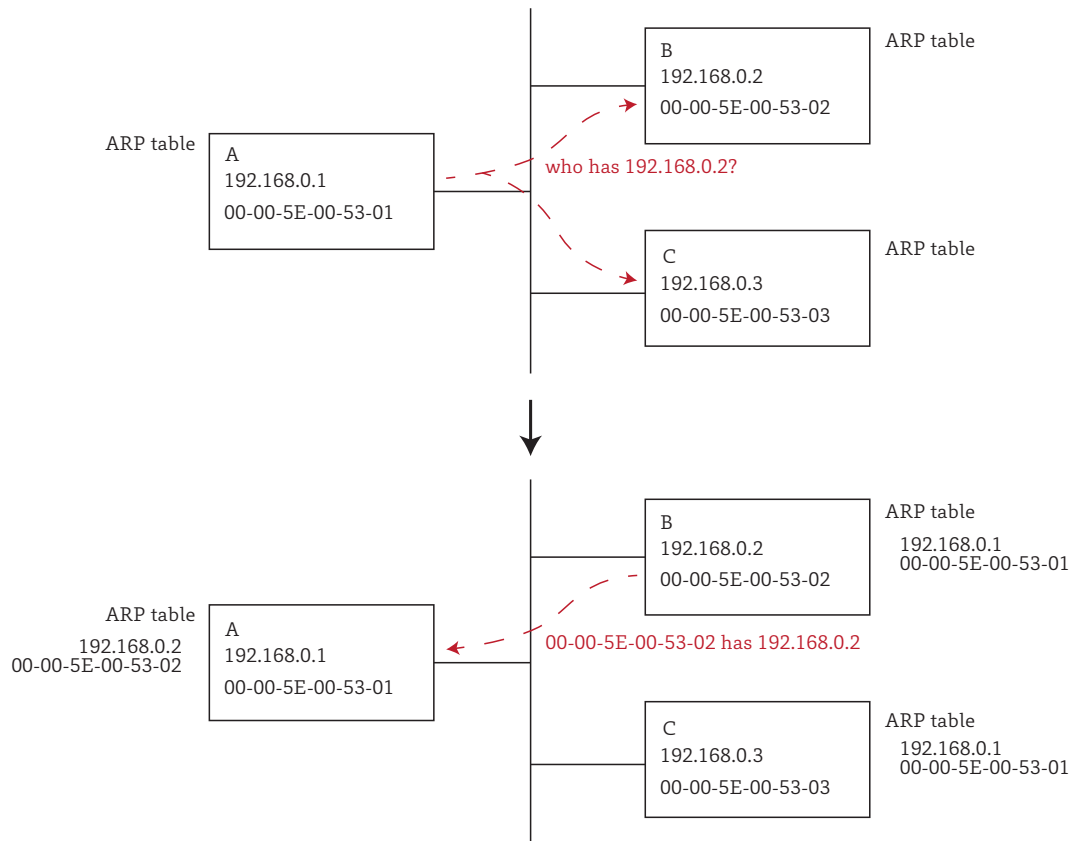 ARP table
B
192.168.0.2
00-00-5E-00-53-02
ARP table
A
192.168.0.1
00-00-5E-00-53-01
who has 192.168.0.2?
ARP table
C
192.168.0.3
00-00-5E-00-53-03
ARP table
192.168.0.1
00-00-5E-00-53-01
B
192.168.0.2
00-00-5E-00-53-02
ARP table
192.168.0.2
00-00-5E-00-53-02
A
192.168.0.1
00-00-5E-00-53-01
00-00-5E-00-53-02 has 192.168.0.2
ARP table
192.168.0.1
00-00-5E-00-53-01
C
192.168.0.3
00-00-5E-00-53-03